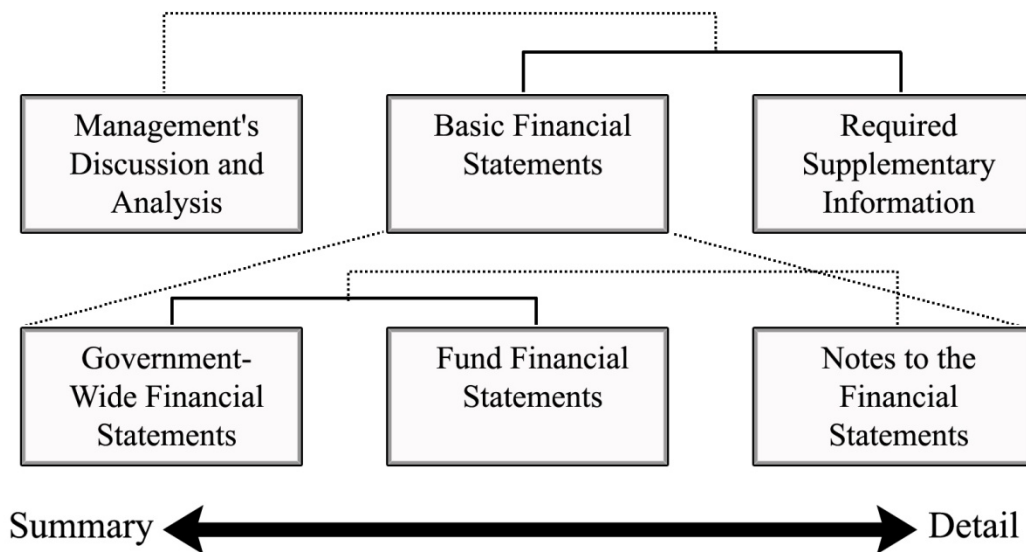 Management's
Discussion and
Analysis
Basic Financial
Statements
Required
Supplementary
Information
Government-
Wide Financial
Statements
Fund Financial
Statements
Notes to the
Financial
Statements
Summary
Detail